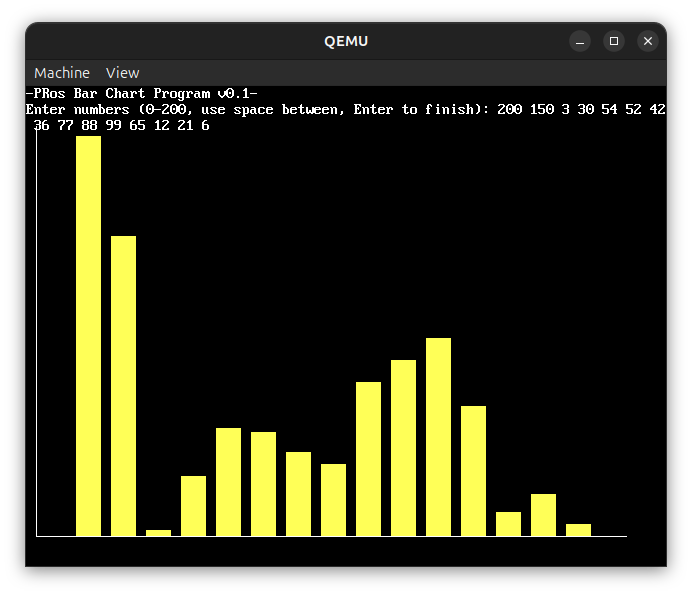 QEMU
Machine View
-PRos Bar Chart Program v0.1-
Enter numbers (0-200, use space between, Enter to finish): 200 150 3 30 54 52 42
36 77 88 99 65 12 21 6